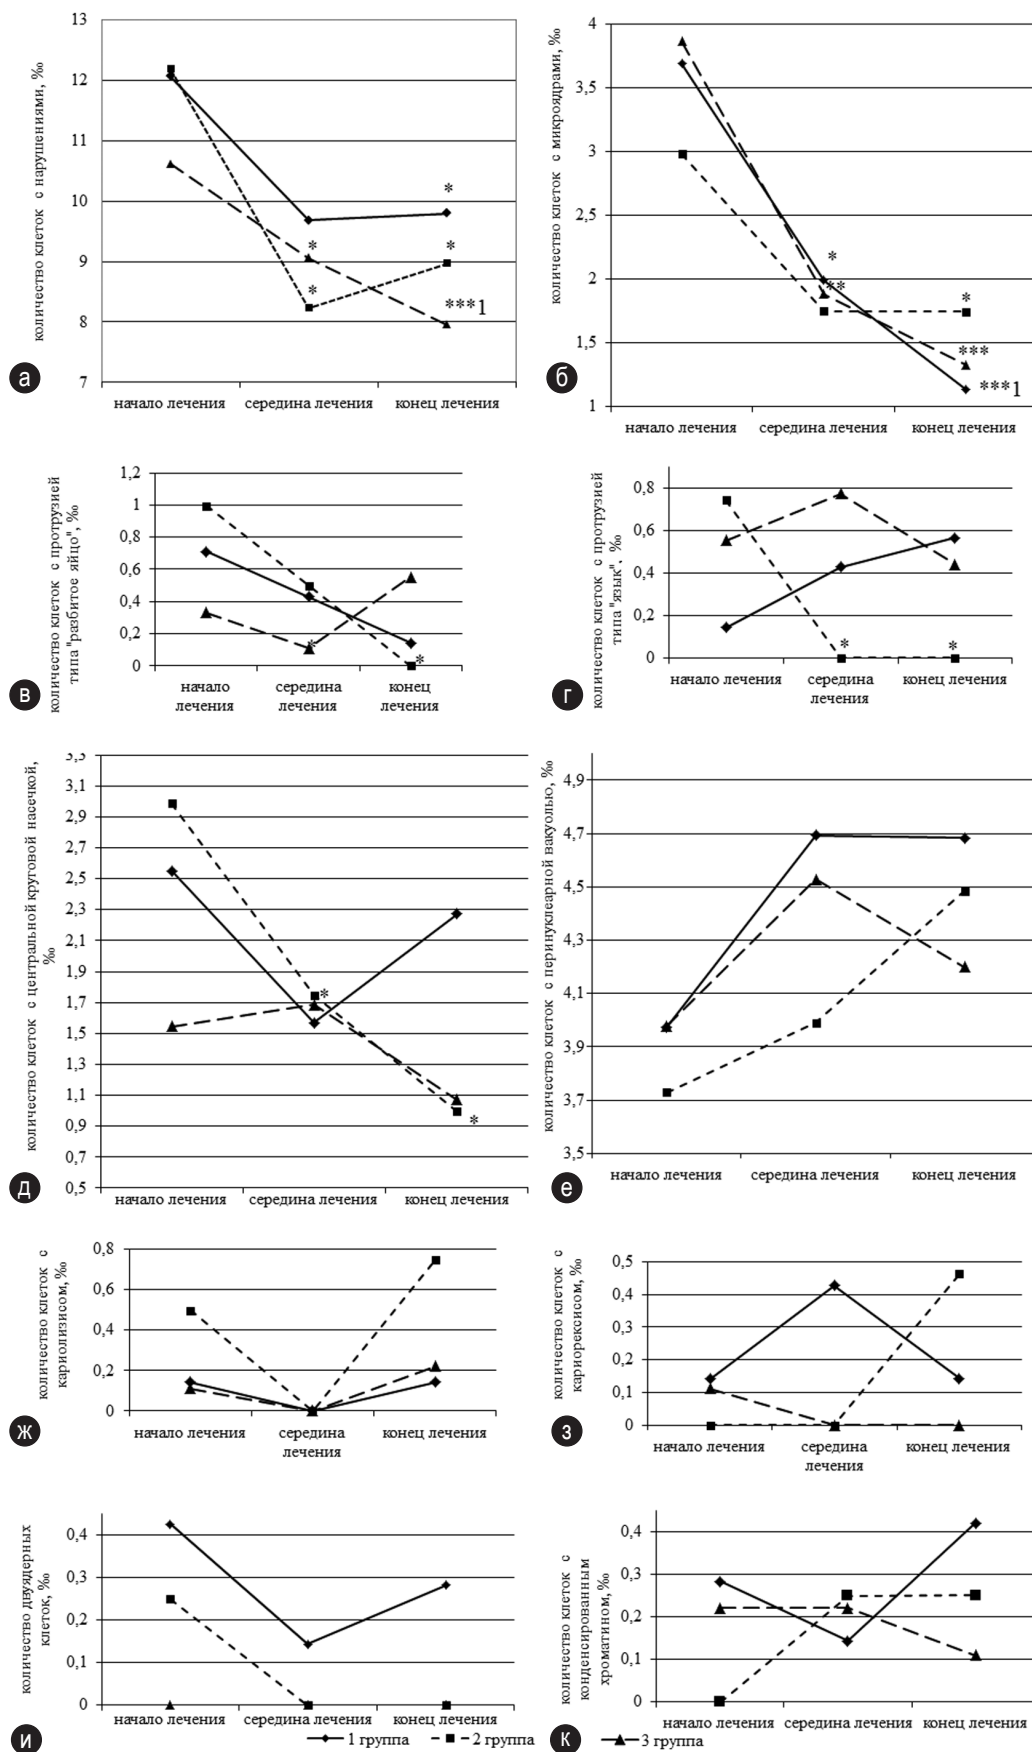 количество клеток с нарушениями, ‰
13
12
11
10
9
8
7
*
*
*
*
***1
начало лечения середина лечения конец лечения
а
количество клеток с микроядрами, ‰
4
3,5
3
2,5
2
1,5
1
*
**
*
***
***1
начало лечения середина лечения конец лечения
б
количество клеток с протрузией
типа "разбитое яйцо", ‰
1,2
1
0,8
0,6
0,4
0,2
0
*
*
начало середина конец
лечения лечения лечения
в
количество клеток с протрузией
типа "язык", ‰
0,8
0,6
0,4
0,2
0
*
*
начало лечения середина конец лечения
лечения
г
количество клеток с центральной круговой насечкой,
‰
3,3
3,1
2,9
2,7
2,5
2,3
2,1
1,9
1,7
1,5
1,3
1,1
0,9
0,7
0,5
*
*
начало лечения середина лечения конец лечения
д
количество клеток с перинуклеарной вакуолью, ‰
4,9
4,7
4,5
4,3
4,1
3,9
3,7
3,5
начало лечения середина лечения конец лечения
е
количество клеток с
кариолизисом, ‰
0,8
0,6
0,4
0,2
0
начало лечения середина конец лечения
лечения
ж
количество клеток с
кариорексисом, ‰
0,5
0,4
0,3
0,2
0,1
0
начало лечения середина конец лечения
лечения
з
количество двуядерных
клеток, ‰
0,4
0,3
0,2
0,1
0
начало лечения середина лечения конец лечения
и
количество клеток с
конденсированным
хроматином, ‰
0,4
0,3
0,2
0,1
0
начало лечения середина лечения конец лечения
к
1 группа 2 группа 3 группа